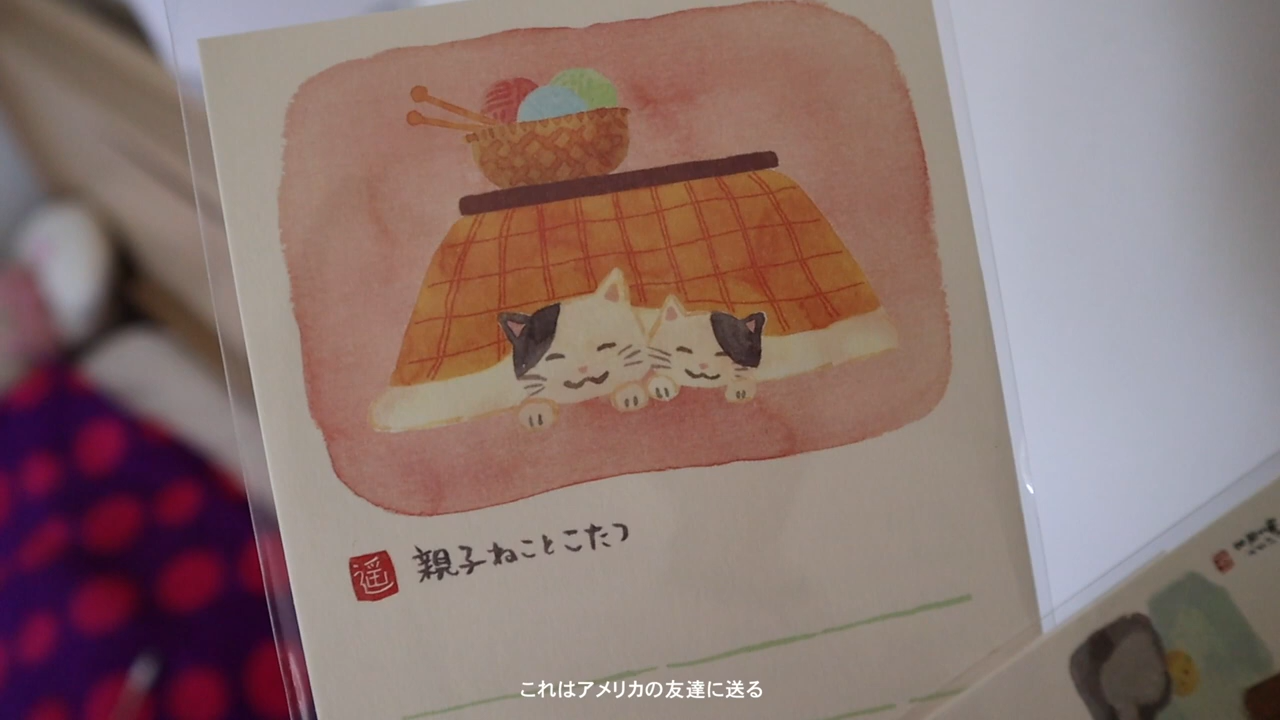 遥
親子ねことこたつ
これはアメリカの友達に送る